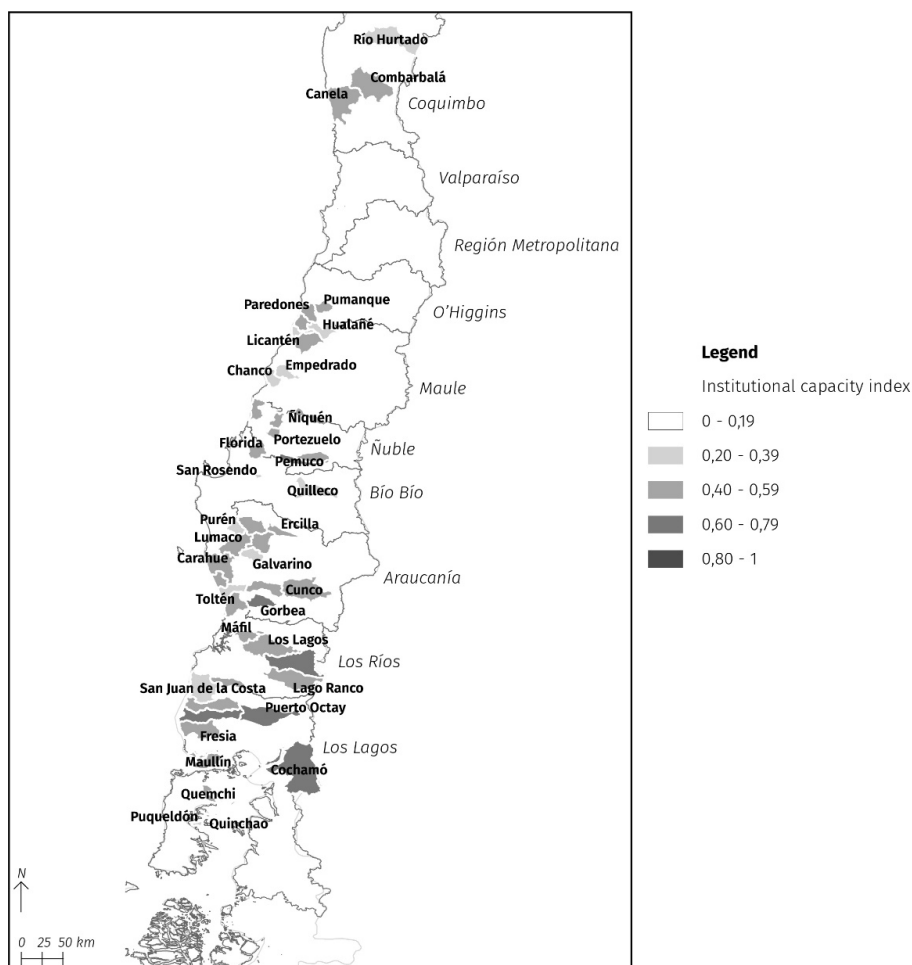 Río Hurtado
Combarbalá
Canela
Coquimbo
Valparaíso
Región Metropolitana
Paredones
Pumanque
O'Higgins
Hualañé
Licantén
Empedrado
Chanco
Maule
Ñiquén
Portezuelo
Florida
Ñuble
Pemuco
San Rosendo
Quilleco
Bío Bío
Purén
Ercilla
Lumaco
Carahue
Galvarino
Araucanía
Cunco
Toltén
Gorbea
Máfil
Los Lagos
Los Ríos
San Juan de la Costa
Lago Ranco
Puerto Octay
Fresia
Los Lagos
Maullín
Cochamó
Quemchi
Puqueldón
Quinchao
N
0 25 50 km
Legend
Institutional capacity index
0 - 0,19
0,20 - 0,39
0,40 - 0,59
0,60 - 0,79
0,80 - 1